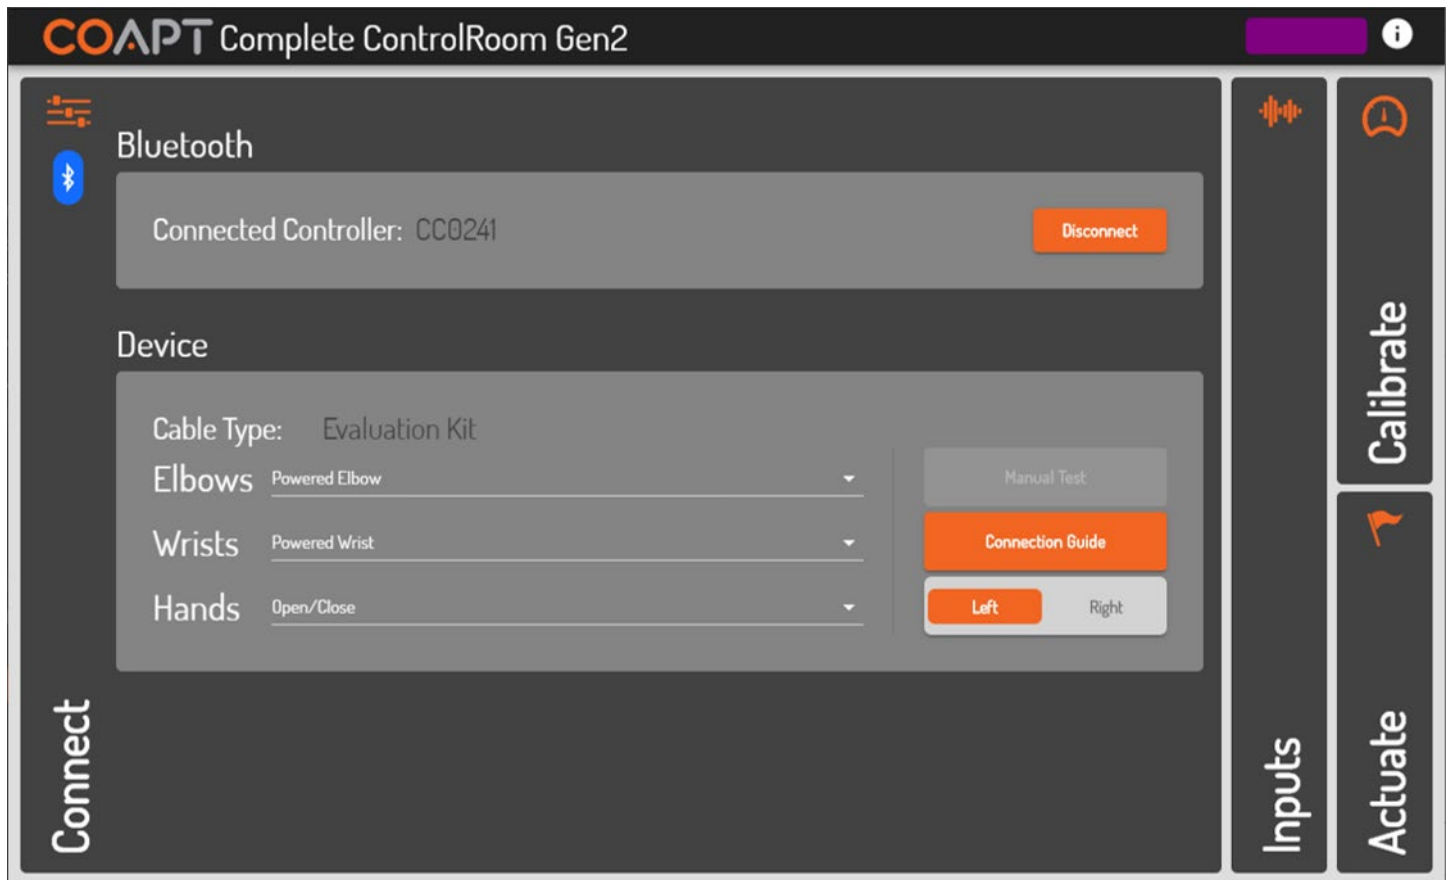 COAPT Complete ControlRoom Gen2
Bluetooth
Connected Controller: CC0241
Disconnect
Device
Cable Type: Evaluation Kit
Elbows Powered Elbow
Manual Test
Wrists Powered Wrist
Connection Guide
Hands Open/Close
Left Right
Connect
Inputs
Calibrate
Actuate